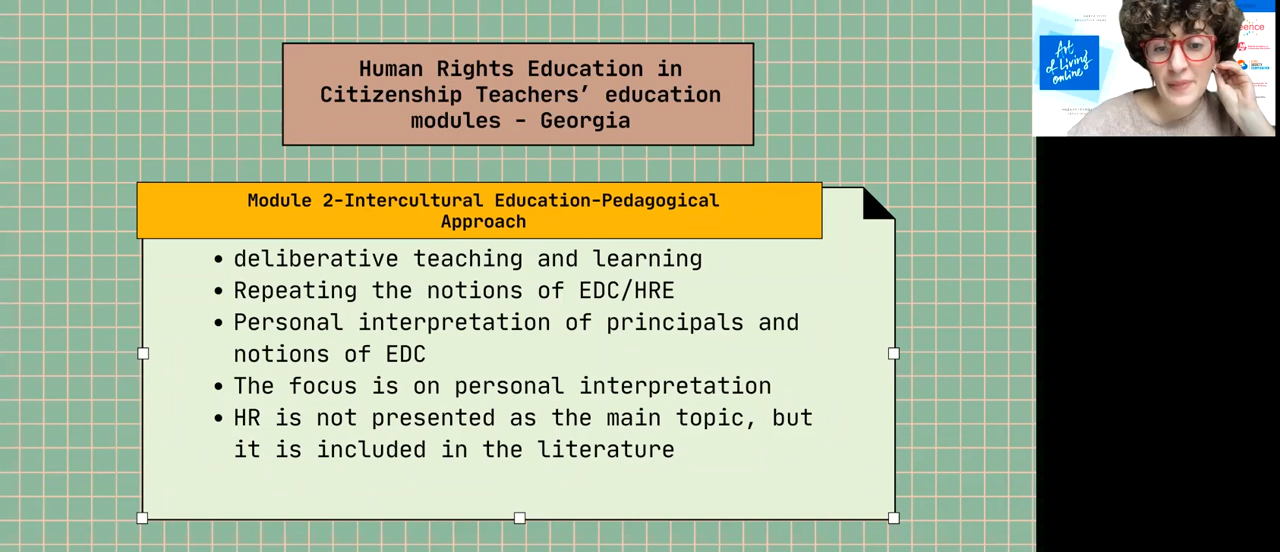 Human Rights Education in
Citizenship Teachers’ education
modules - Georgia
Module 2-Intercultural Education-Pedagogical
Approach
• deliberative teaching and learning
• Repeating the notions of EDC/HRE
• Personal interpretation of principals and
notions of EDC
• The focus is on personal interpretation
• HR is not presented as the main topic, but
it is included in the literature
Art
of Living
online